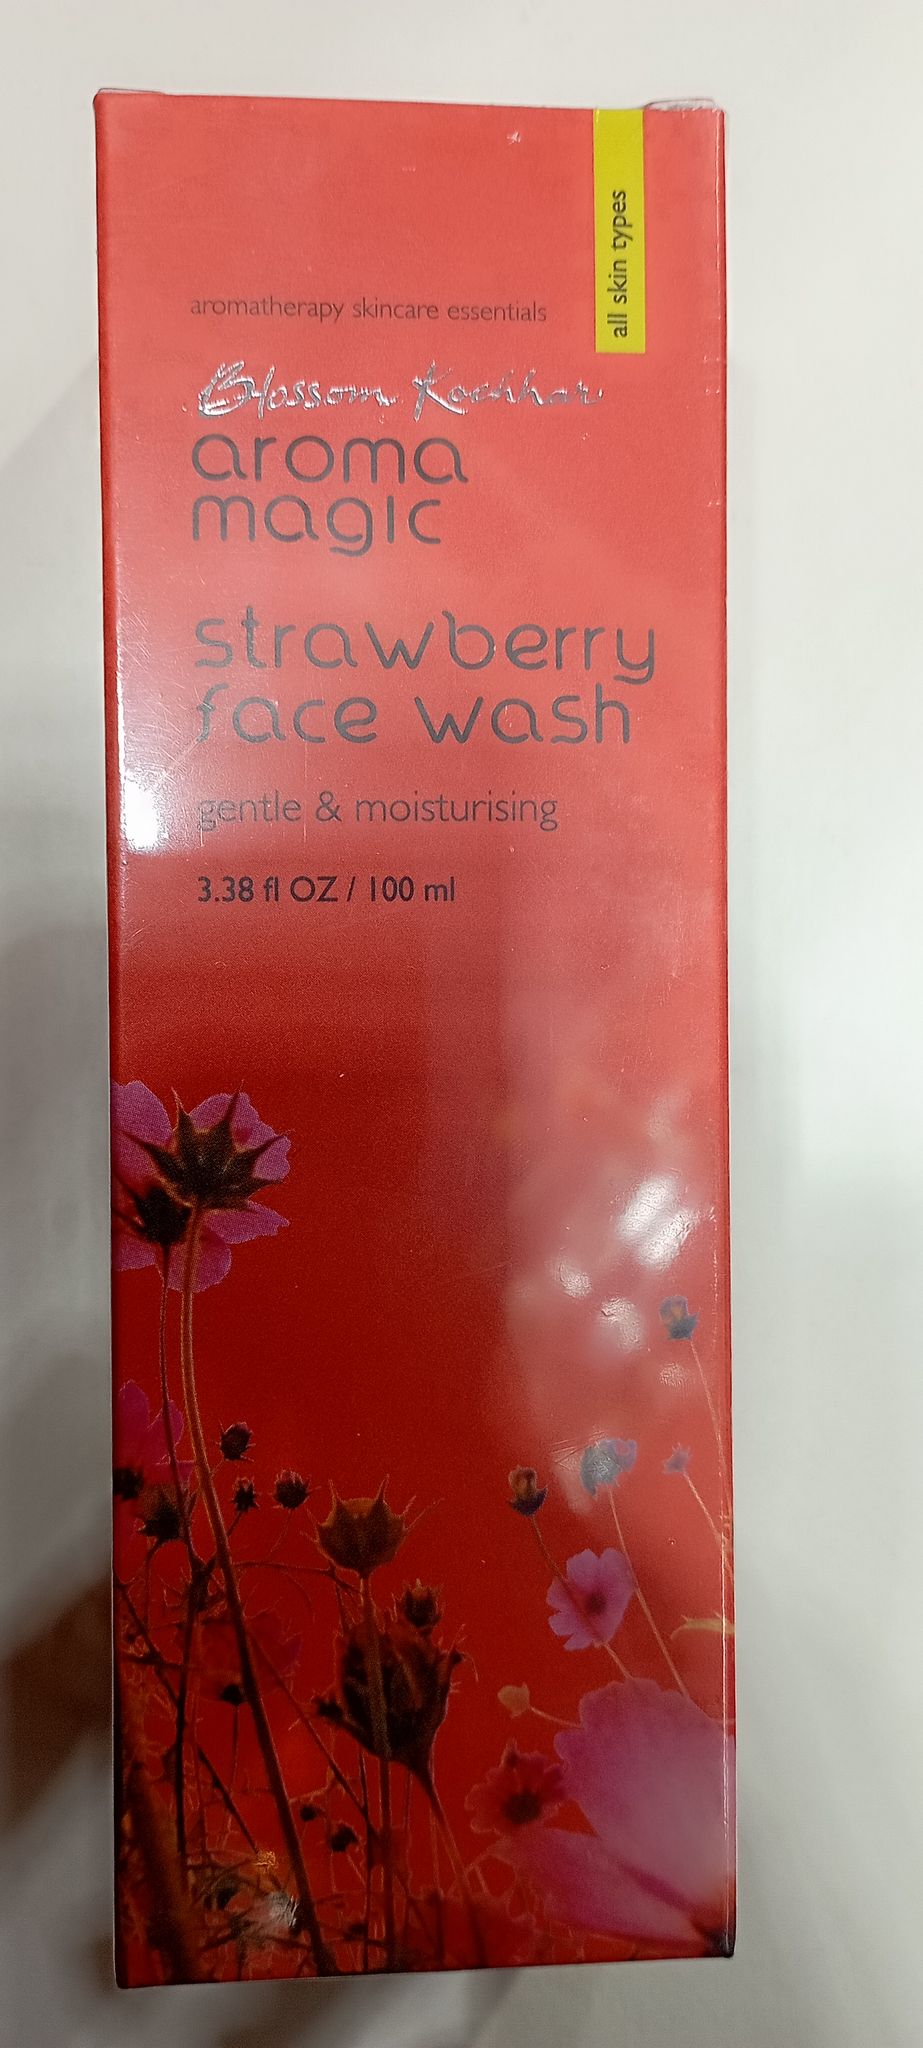 all skin types
aromatherapy skincare essentials
Blossom Kochhar
aroma
magic
strawberry
face wash
gentle & moisturising
3.38 fl OZ / 100 ml